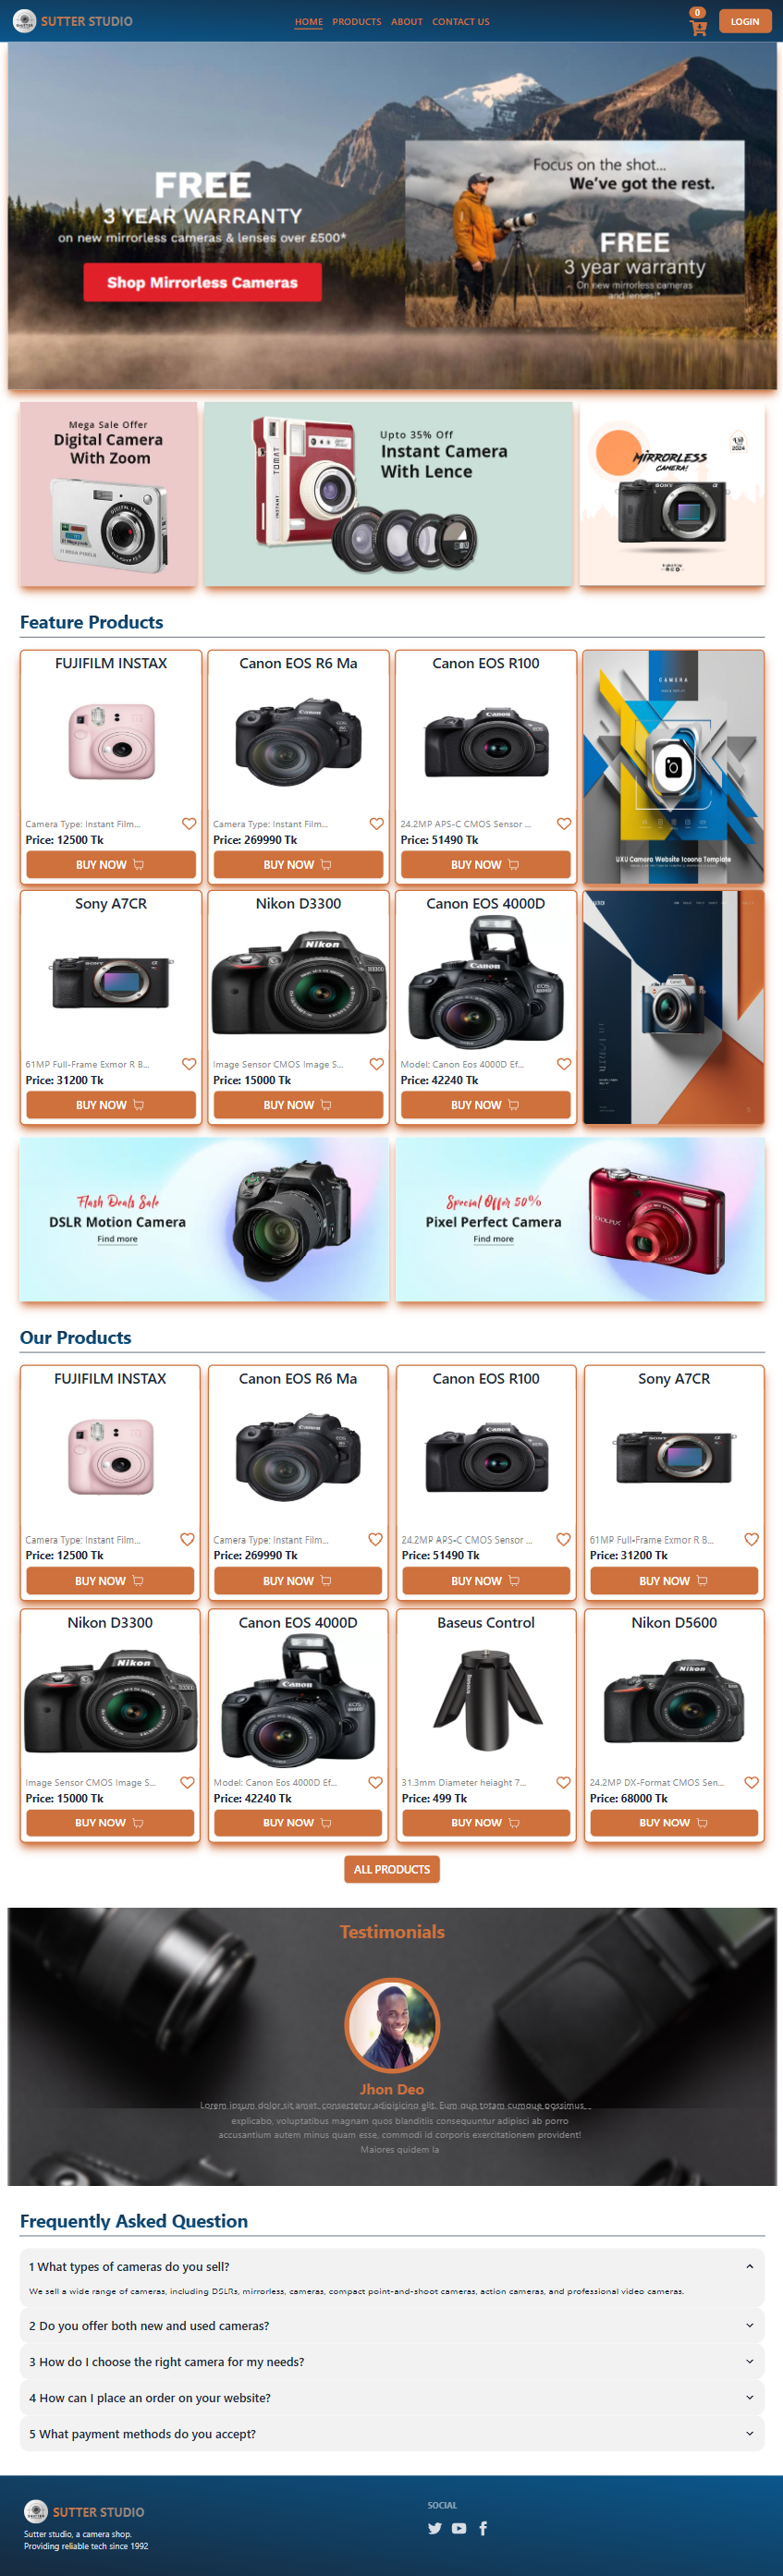 SUTTER STUDIO
HOME PRODUCTS ABOUT CONTACT US
0
LOGIN
FREE
3 YEAR WARRANTY
on new mirrorless cameras & lenses over £500*
Shop Mirrorless Cameras
Focus on the shot...
We've got the rest.
FREE
3 year warranty
On new mirrorless cameras
and lenses!*
Mega Sale Offer
Digital Camera
With Zoom
Upto 35% Off
Instant Camera
With Lence
MIRRORLESS
CAMERA!
2024
SONY
Feature Products
FUJIFILM INSTAX
Camera Type: Instant Film...
Price: 12500 Tk
BUY NOW
Canon EOS R6 Ma
Camera Type: Instant Film...
Price: 269990 Tk
BUY NOW
Canon EOS R100
24.2MP APS-C CMOS Sensor ...
Price: 51490 Tk
BUY NOW
CAMERA
UXU Camera Website Icoona Template
Sony A7CR
61MP Full-Frame Exmor R B...
Price: 31200 Tk
BUY NOW
Nikon D3300
Image Sensor CMOS Image S...
Price: 15000 Tk
BUY NOW
Canon EOS 4000D
Model: Canon Eos 4000D Ef...
Price: 42240 Tk
BUY NOW
Flash Deals Sale
DSLR Motion Camera
Find more
Special Offer 50%
Pixel Perfect Camera
Find more
Our Products
FUJIFILM INSTAX
Camera Type: Instant Film...
Price: 12500 Tk
BUY NOW
Canon EOS R6 Ma
Camera Type: Instant Film...
Price: 269990 Tk
BUY NOW
Canon EOS R100
24.2MP APS-C CMOS Sensor ...
Price: 51490 Tk
BUY NOW
Sony A7CR
61MP Full-Frame Exmor R B...
Price: 31200 Tk
BUY NOW
Nikon D3300
Image Sensor CMOS Image S...
Price: 15000 Tk
BUY NOW
Canon EOS 4000D
Model: Canon Eos 4000D Ef...
Price: 42240 Tk
BUY NOW
Baseus Control
31.3mm Diameter heiaght 7...
Price: 499 Tk
BUY NOW
Nikon D5600
24.2MP DX-Format CMOS Sen...
Price: 68000 Tk
BUY NOW
ALL PRODUCTS
Testimonials
Jhon Deo
Lorem ipsum dolor sit amet, consectetur adipisicing elit. Eum quo totam cumque possimus,
explicabo, voluptatibus magnam quos blanditiis consequuntur adipisci ab porro
accusantium autem minus quam esse, commodi id corporis exercitationem provident!
Maiores quidem la
Frequently Asked Question
1 What types of cameras do you sell?
We sell a wide range of cameras, including DSLRs, mirrorless, cameras, compact point-and-shoot cameras, action cameras, and professional video cameras.
2 Do you offer both new and used cameras?
3 How do I choose the right camera for my needs?
4 How can I place an order on your website?
5 What payment methods do you accept?
SUTTER STUDIO
Sutter studio, a camera shop.
Providing reliable tech since 1992
SOCIAL